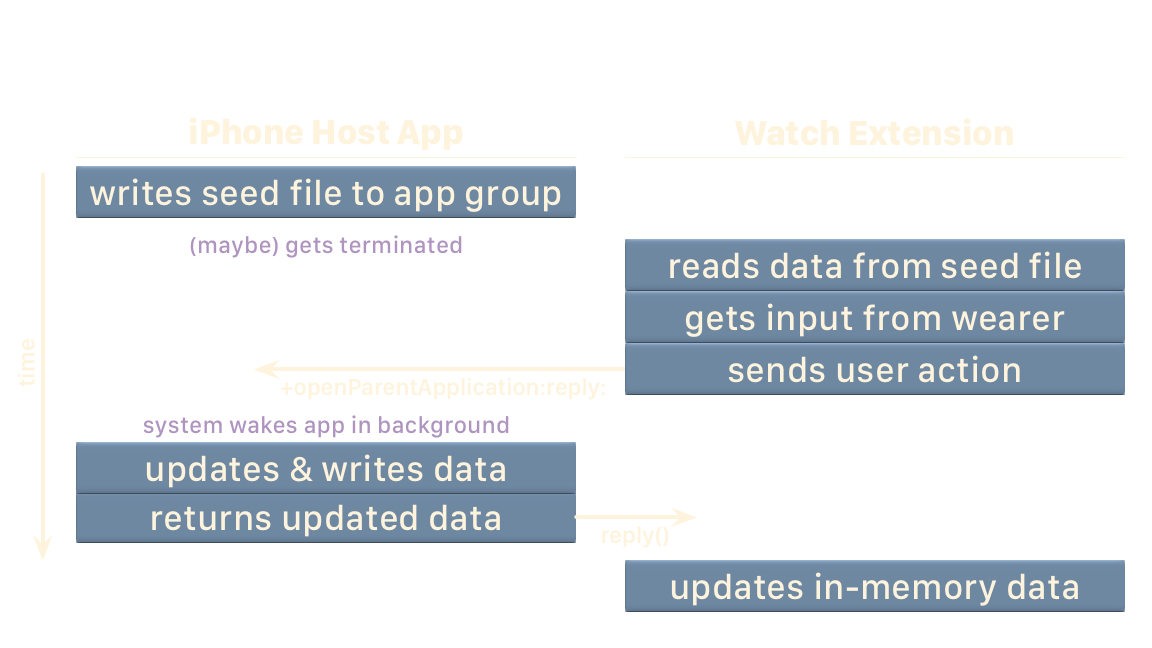 iPhone Host App
Watch Extension
writes seed file to app group
(maybe) gets terminated
reads data from seed file
gets input from wearer
sends user action
time
+openParentApplication:reply:
system wakes app in background
updates & writes data
returns updated data
reply()
updates in-memory data